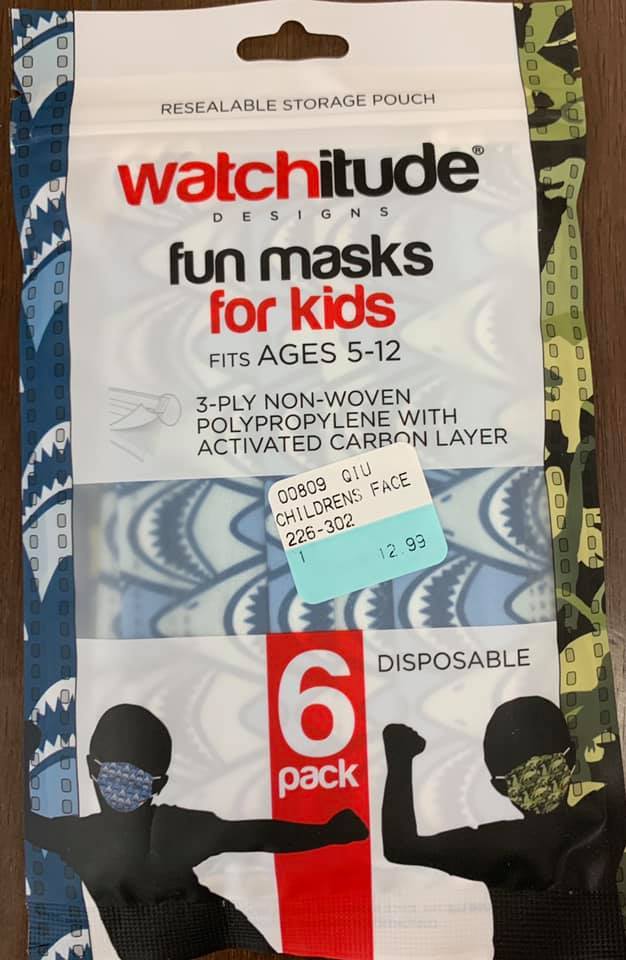 RESEALABLE STORAGE POUCH
watchitude®
DESIGNS
fun masks
for kids
FITS AGES 5-12
3-PLY NON-WOVEN
POLYPROPYLENE WITH
ACTIVATED CARBON LAYER
00809 QIU
CHILDRENS FACE
226-302
1 12.99
6
pack
DISPOSABLE